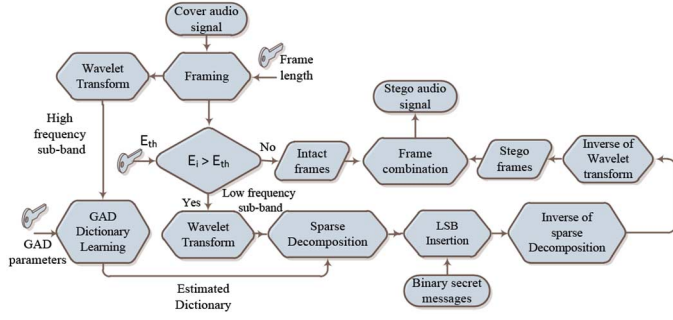 Cover audio
signal
Wavelet
Transform
Framing
Frame
length
Stego audio
signal
High
frequency
sub-band
Eth
Ei > Eth
No
Intact
frames
Frame
combination
Stego
frames
Inverse of
Wavelet
transform
Yes
Low frequency
sub-band
GAD
parameters
GAD
Dictionary
Learning
Wavelet
Transform
Sparse
Decomposition
LSB
Insertion
Inverse of
sparse
Decomposition
Estimated
Dictionary
Binary secret
messages